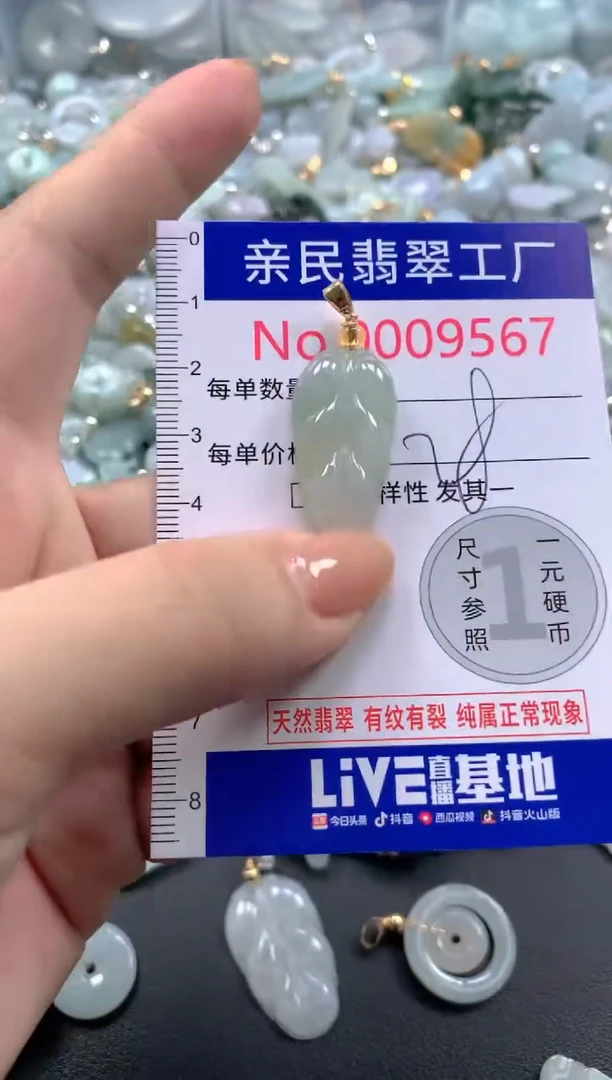 亲民翡翠工厂
No 0009567
每单数量
每单价
样性 发其一
尺寸参照
1
一元硬币
天然翡翠 有纹有裂 纯属正常现象
LiVE直播基地
今日头条 抖音 西瓜视频 抖音火山版
0
1
2
3
4
7
8